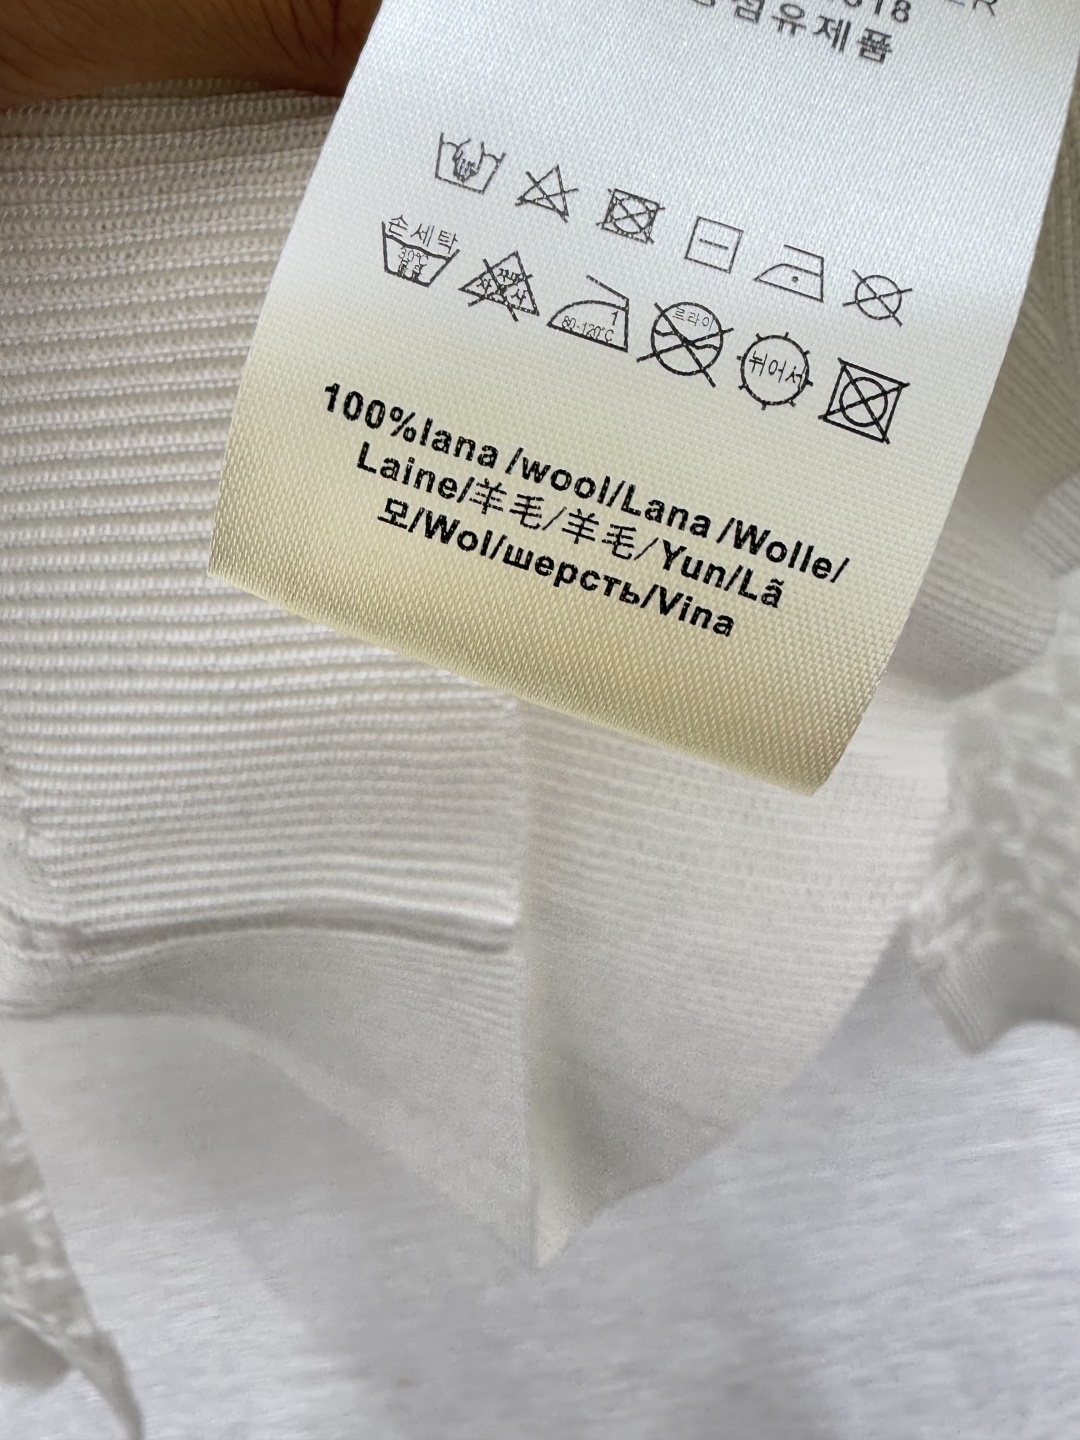 섬유제품
손세탁
30℃
1
80-120℃
드라이
뉘어서
100%lana/wool/Lana/Wolle/
Laine/羊毛/羊毛/Yun/Lã
모/Wol/шерсть/Vina